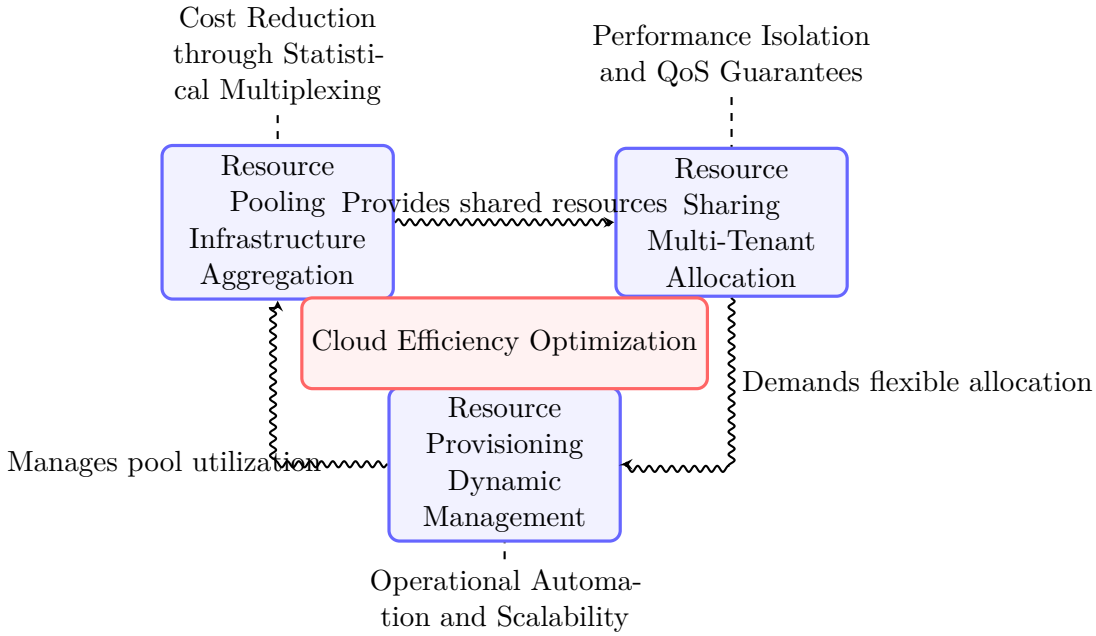 Cost Reduction
through Statisti-
cal Multiplexing
Performance Isolation
and QoS Guarantees
Resource
Pooling
Infrastructure
Aggregation
Provides shared resources
Resource
Sharing
Multi-Tenant
Allocation
Cloud Efficiency Optimization
Demands flexible allocation
Manages pool utilization
Resource
Provisioning
Dynamic
Management
Operational Automa-
tion and Scalability